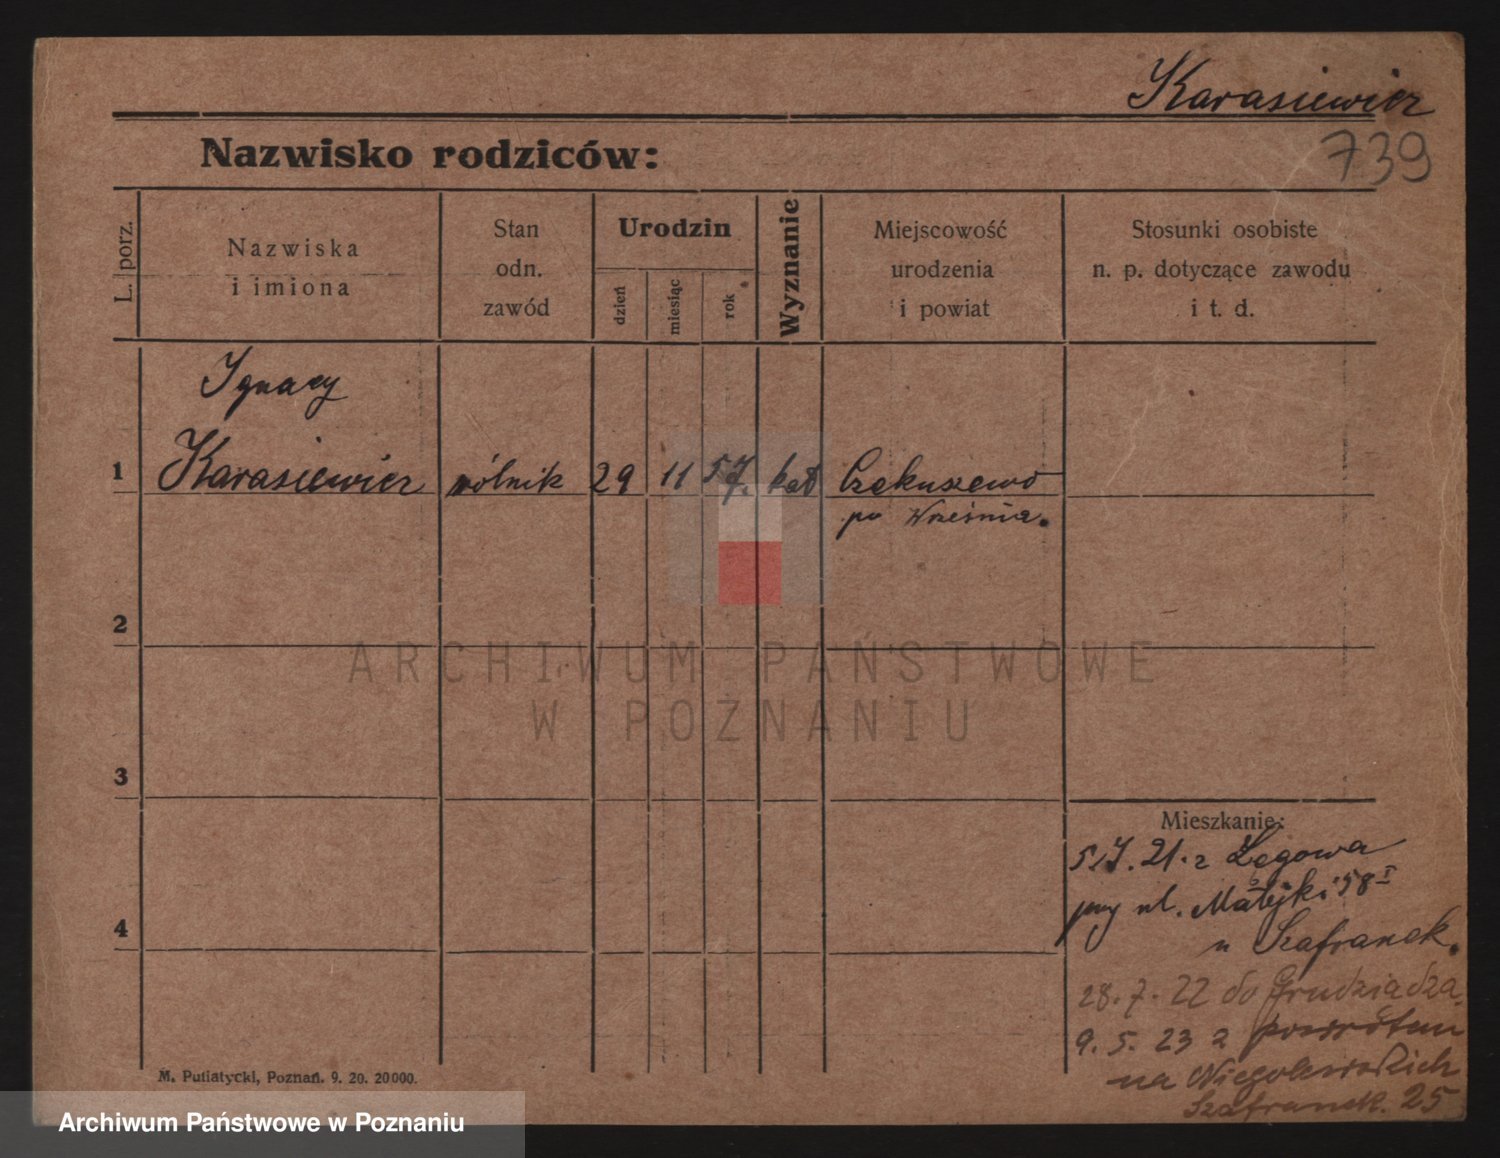 Karasiewicz
739
Nazwisko rodziców:
L. porz.
Nazwiska
i imiona
Stan
odn.
zawód
Urodzin
dzień
miesiąc
rok
Wyznanie
Miejscowość
urodzenia
i powiat
Stosunki osobiste
n. p. dotyczące zawodu
i t. d.
Ignacy
1 Karasiewicz rólnik 29 11 57. kat Czekuszewo
pw Września.
2
ARCHIWUM PAŃSTWOWE
W POZNANIU
3
Mieszkanie:
5.7.21. z Łęgowa
przy ul. Matejki 58 I
4
u Szafranek.
28.7.22 do Grudziądza.
9.5.23 z powrotem
na Niegolewskich
Szafranek. 25
M. Putiatycki, Poznań. 9. 20. 20000.
Archiwum Państwowe w Poznaniu